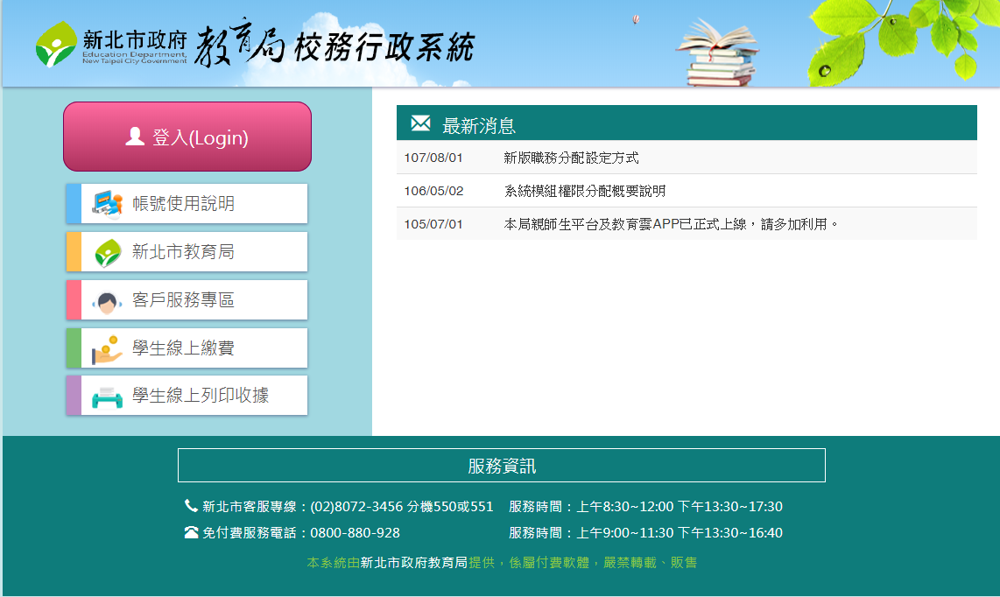 新北市政府 教育局 校務行政系統
Education Department,
New Taipei City Government
登入(Login)
帳號使用說明
新北市教育局
客戶服務專區
學生線上繳費
學生線上列印收據
最新消息
107/08/01 新版職務分配設定方式
106/05/02 系統模組權限分配概要說明
105/07/01 本局親師生平台及教育雲APP已正式上線，請多加利用。
服務資訊
新北市客服專線：(02)8072-3456 分機550或551 服務時間：上午8:30~12:00 下午13:30~17:30
免付費服務電話：0800-880-928 服務時間：上午9:00~11:30 下午13:30~16:40
本系統由新北市政府教育局提供，係屬付費軟體，嚴禁轉載、販售